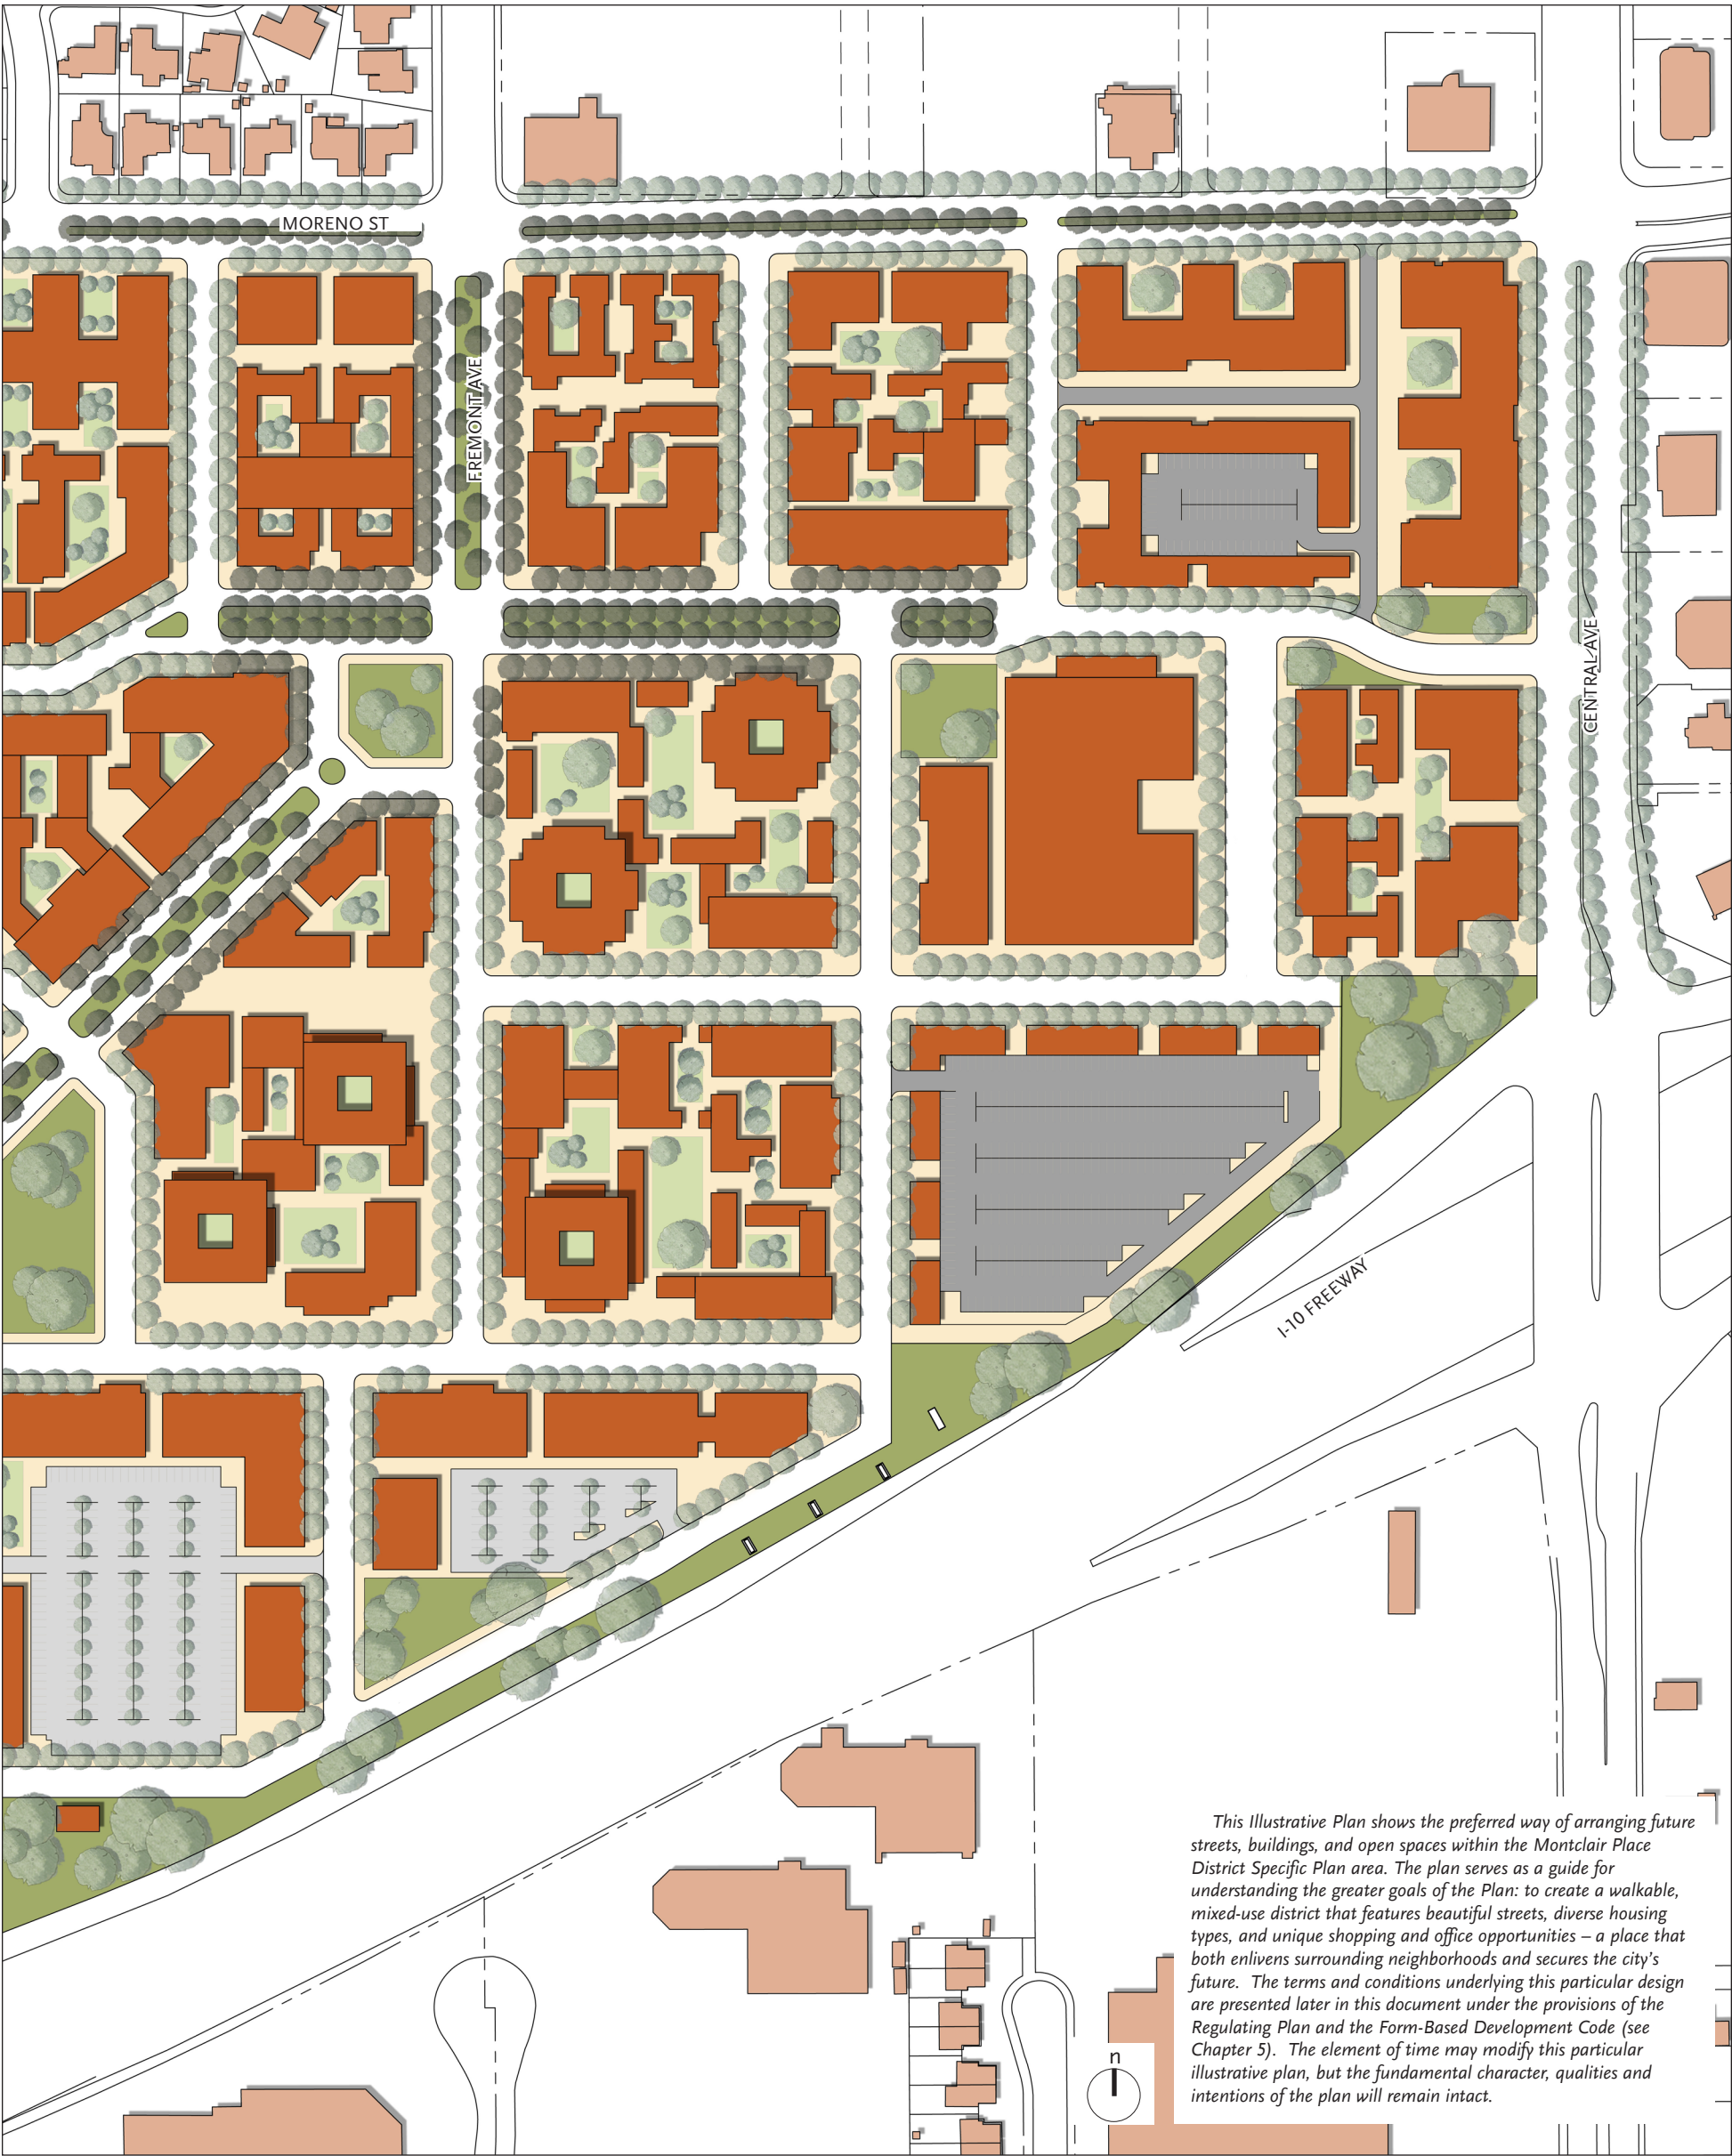 MORENO ST
FREMONT AVE
CENTRAL AVE
I-10 FREEWAY
This Illustrative Plan shows the preferred way of arranging future
streets, buildings, and open spaces within the Montclair Place
District Specific Plan area. The plan serves as a guide for
understanding the greater goals of the Plan: to create a walkable,
mixed-use district that features beautiful streets, diverse housing
types, and unique shopping and office opportunities – a place that
both enlivens surrounding neighborhoods and secures the city's
future. The terms and conditions underlying this particular design
are presented later in this document under the provisions of the
Regulating Plan and the Form-Based Development Code (see
Chapter 5). The element of time may modify this particular
illustrative plan, but the fundamental character, qualities and
intentions of the plan will remain intact.
n